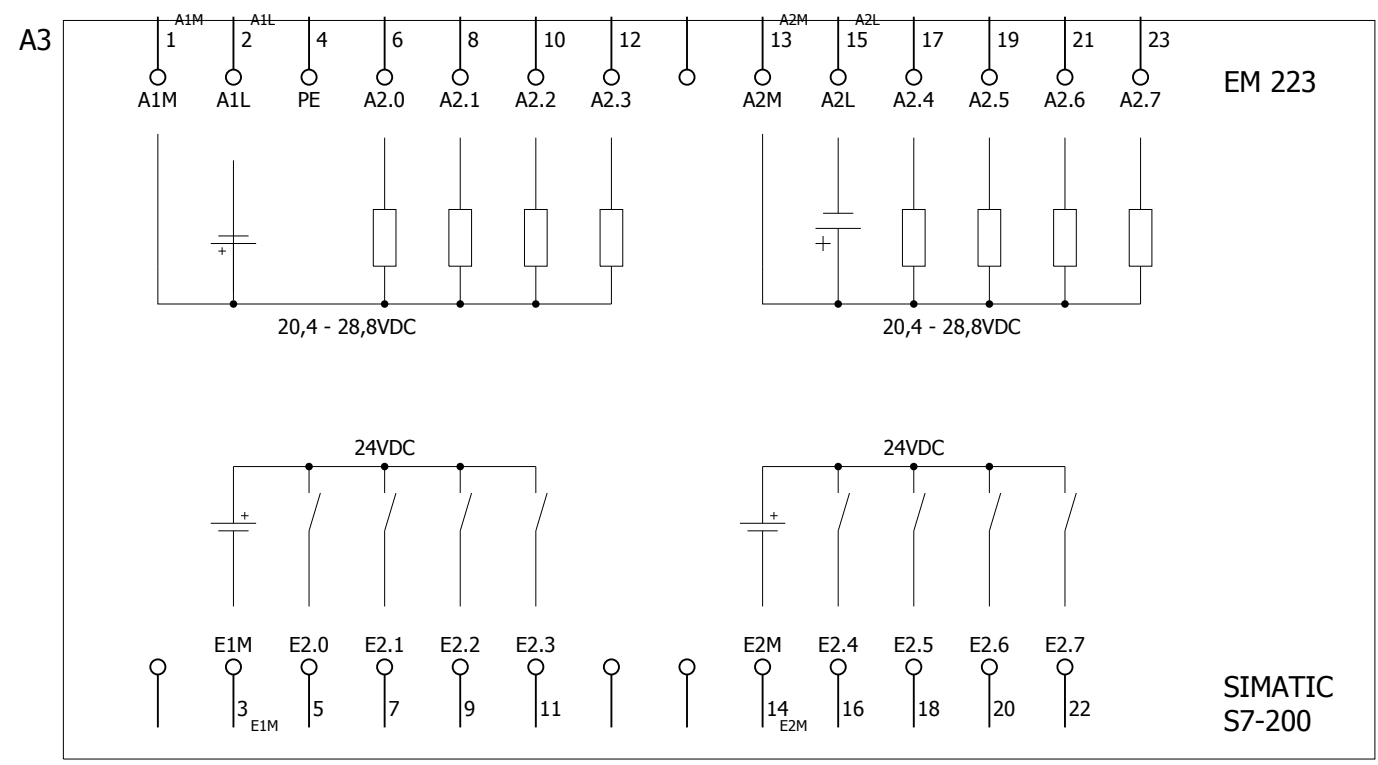 A1M A1L A2M A2L
A3 1 2 4 6 8 10 12 13 15 17 19 21 23
EM 223
A1M A1L PE A2.0 A2.1 A2.2 A2.3 A2M A2L A2.4 A2.5 A2.6 A2.7
+ +
20,4 - 28,8VDC 20,4 - 28,8VDC
24VDC 24VDC
+ +
E1M E2.0 E2.1 E2.2 E2.3 E2M E2.4 E2.5 E2.6 E2.7
SIMATIC
3 5 7 9 11 14 16 18 20 22
S7-200
E1M E2M